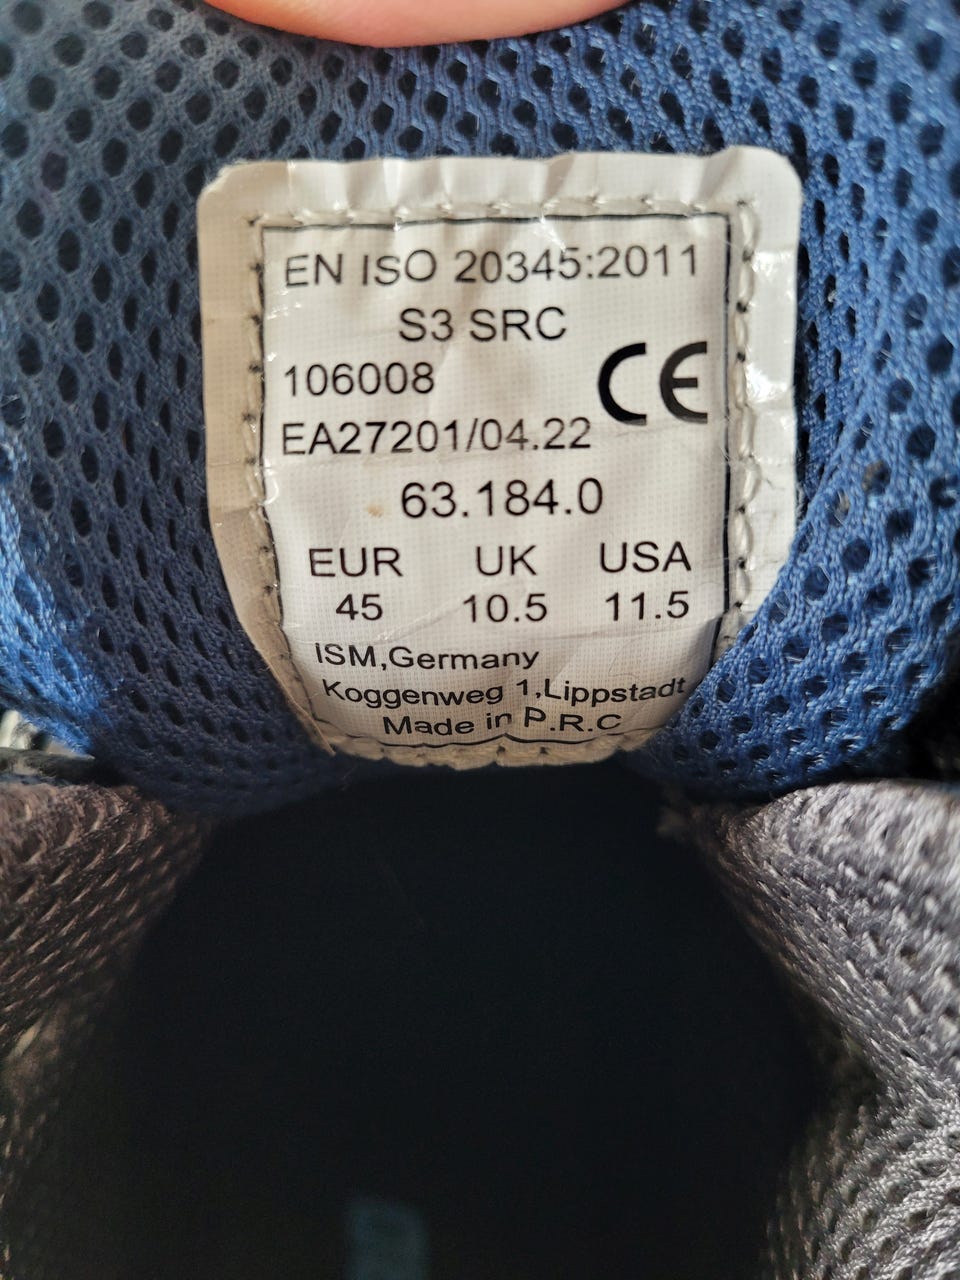 EN ISO 20345:2011
S3 SRC
106008 CE
EA27201/04.22
63.184.0
EUR UK USA
45 10.5 11.5
ISM,Germany
Koggenweg 1,Lippstadt
Made in P.R.C